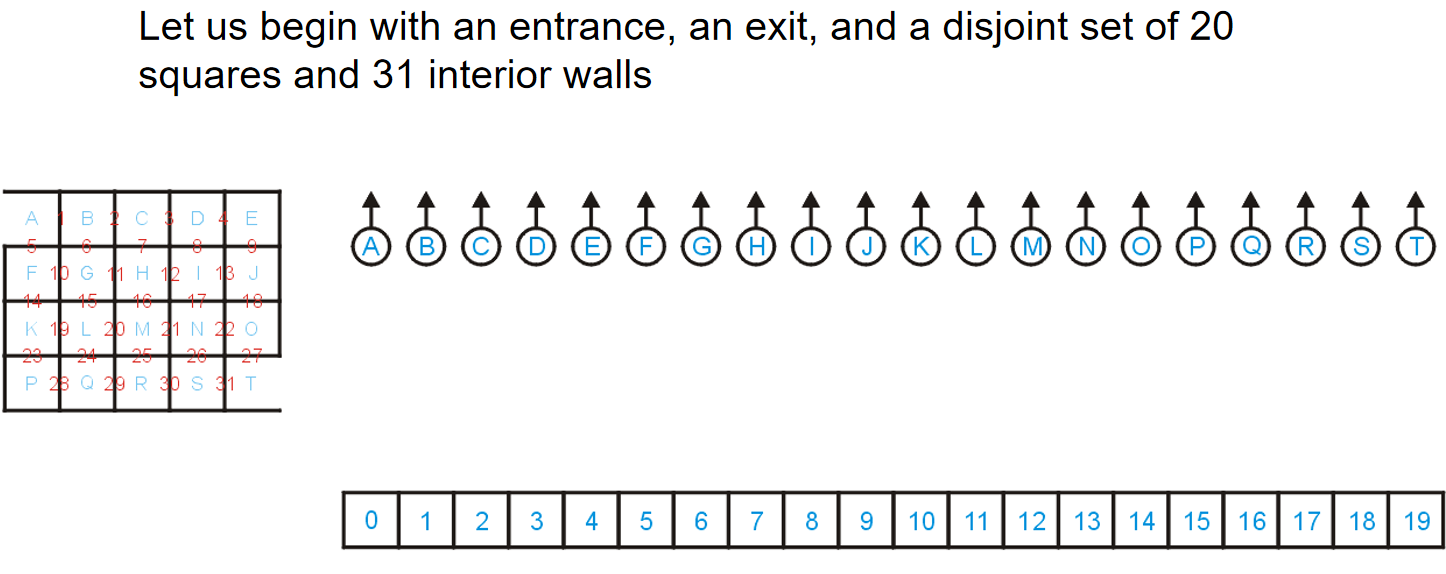 Let us begin with an entrance, an exit, and a disjoint set of 20
squares and 31 interior walls
A 1 B 2 C 3 D 4 E
5 6 7 8 9
F 10 G 11 H 12 I 13 J
14 15 16 17 18
K 19 L 20 M 21 N 22 O
23 24 25 26 27
P 28 Q 29 R 30 S 31 T
A B C D E F G H I J K L M N O P Q R S T
0 1 2 3 4 5 6 7 8 9 10 11 12 13 14 15 16 17 18 19